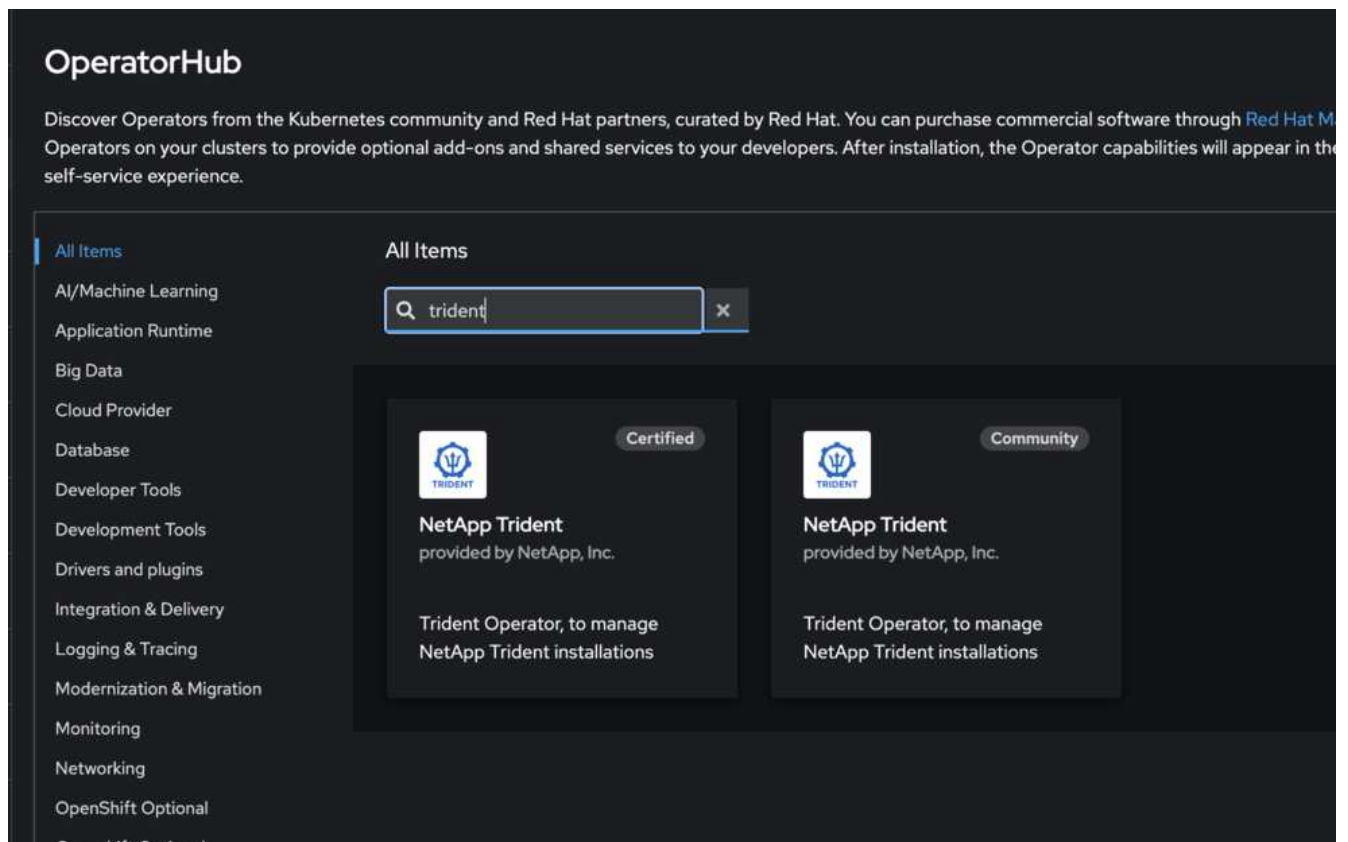 OperatorHub
Discover Operators from the Kubernetes community and Red Hat partners, curated by Red Hat. You can purchase commercial software through Red Hat M
Operators on your clusters to provide optional add-ons and shared services to your developers. After installation, the Operator capabilities will appear in the
self-service experience.
All Items
AI/Machine Learning
Application Runtime
Big Data
Cloud Provider
Database
Developer Tools
Development Tools
Drivers and plugins
Integration & Delivery
Logging & Tracing
Modernization & Migration
Monitoring
Networking
OpenShift Optional
All Items
trident
Certified
TRIDENT
NetApp Trident
provided by NetApp, Inc.
Trident Operator, to manage
NetApp Trident installations
Community
TRIDENT
NetApp Trident
provided by NetApp, Inc.
Trident Operator, to manage
NetApp Trident installations